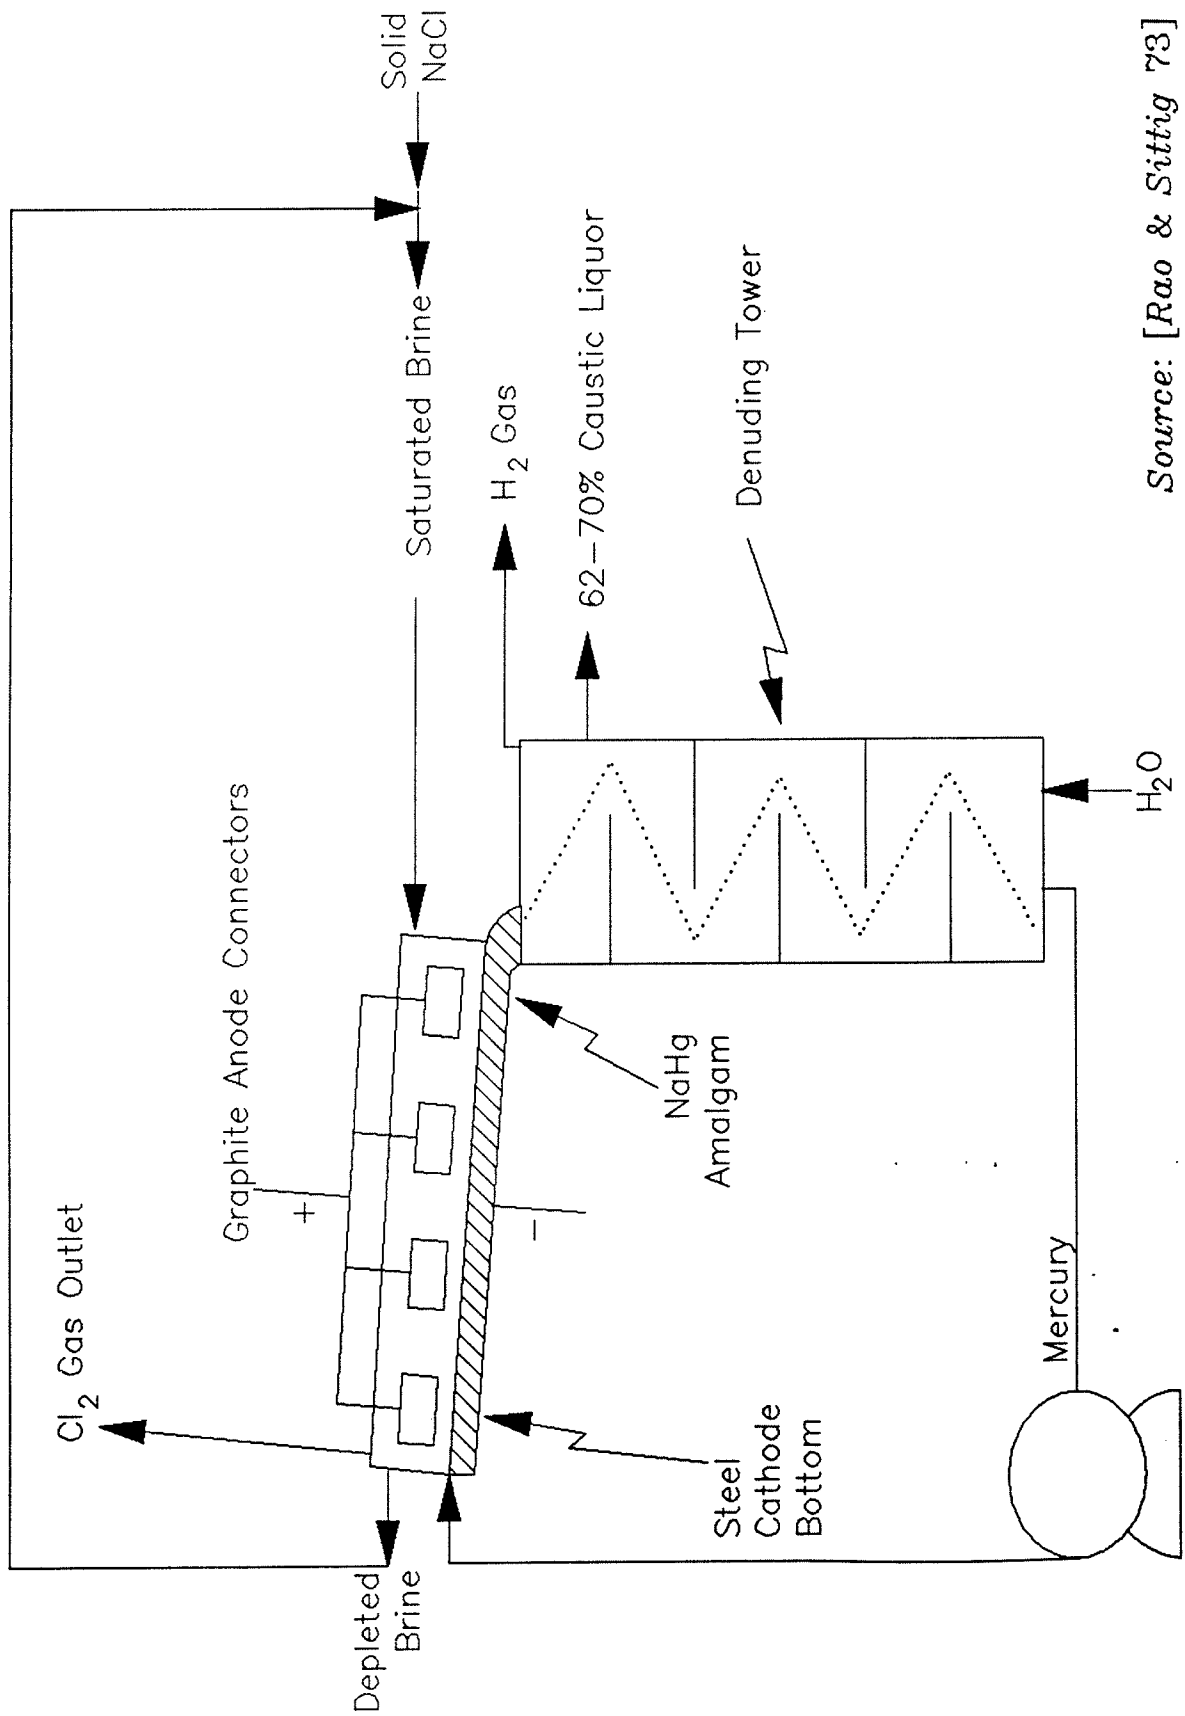 Cl2 Gas Outlet
Graphite Anode Connectors
+
Depleted
Brine
Saturated Brine
Solid
NaCl
H2 Gas
62–70% Caustic Liquor
−
Steel
Cathode
Bottom
NaHg
Amalgam
Denuding Tower
Mercury
H2O
Source: [Rao & Sittig 73]